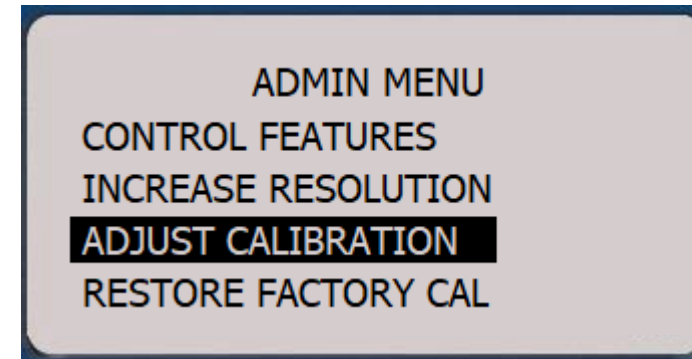 ADMIN MENU
CONTROL FEATURES
INCREASE RESOLUTION
ADJUST CALIBRATION
RESTORE FACTORY CAL